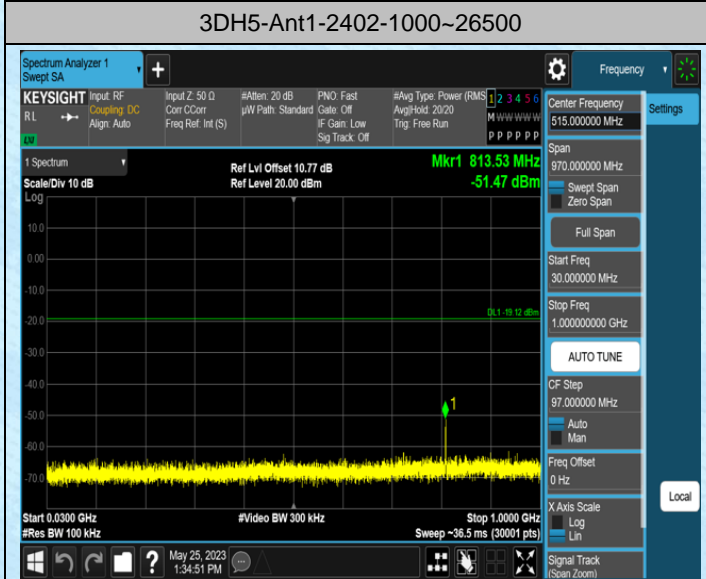 3DH5-Ant1-2402-1000~26500
Spectrum Analyzer 1
Swept SA
Frequency
KEYSIGHT
RL
LXI
Input: RF
Coupling: DC
Align: Auto
Input Z: 50 Ω
Corr CCorr
Freq Ref: Int (S)
#Atten: 20 dB
µW Path: Standard
PNO: Fast
Gate: Off
IF Gain: Low
Sig Track: Off
#Avg Type: Power (RMS
Avg|Hold: 20/20
Trig: Free Run
1 2 3 4 5 6
M W W W W W
P P P P P P
Center Frequency
515.000000 MHz
Settings
1 Spectrum
Scale/Div 10 dB
Log
Ref Lvl Offset 10.77 dB
Ref Level 20.00 dBm
Mkr1 813.53 MHz
-51.47 dBm
Span
970.000000 MHz
Swept Span
Zero Span
Full Span
Start Freq
30.000000 MHz
Stop Freq
1.000000000 GHz
AUTO TUNE
CF Step
97.000000 MHz
Auto
Man
Freq Offset
0 Hz
X Axis Scale
Log
Lin
Signal Track
(Span Zoom)
Local
10.0
0.00
-10.0
-20.0
DL1 -19.12 dBm
-30.0
-40.0
-50.0
1
-60.0
-70.0
Start 0.0300 GHz
#Res BW 100 kHz
#Video BW 300 kHz
Stop 1.0000 GHz
Sweep ~36.5 ms (30001 pts)
?
May 25, 2023
1:34:51 PM